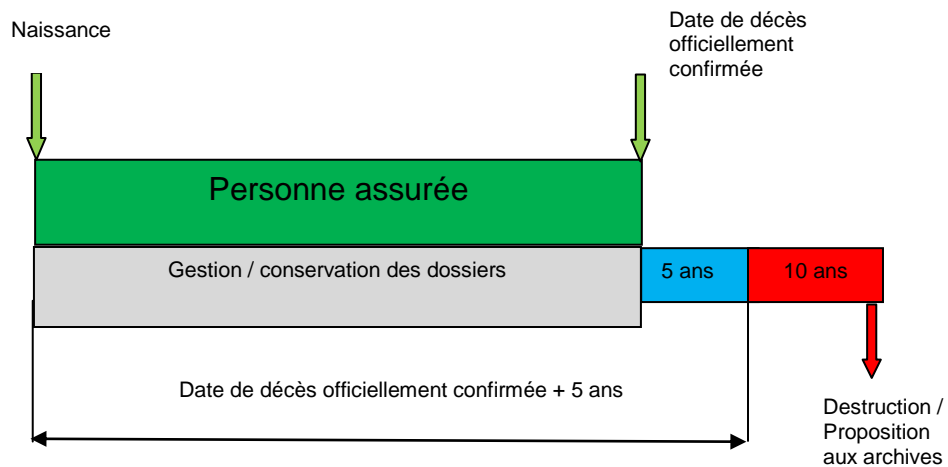 Naissance
Date de décès
officiellement
confirmée
Personne assurée
Gestion / conservation des dossiers
5 ans
10 ans
Date de décès officiellement confirmée + 5 ans
Destruction /
Proposition
aux archives